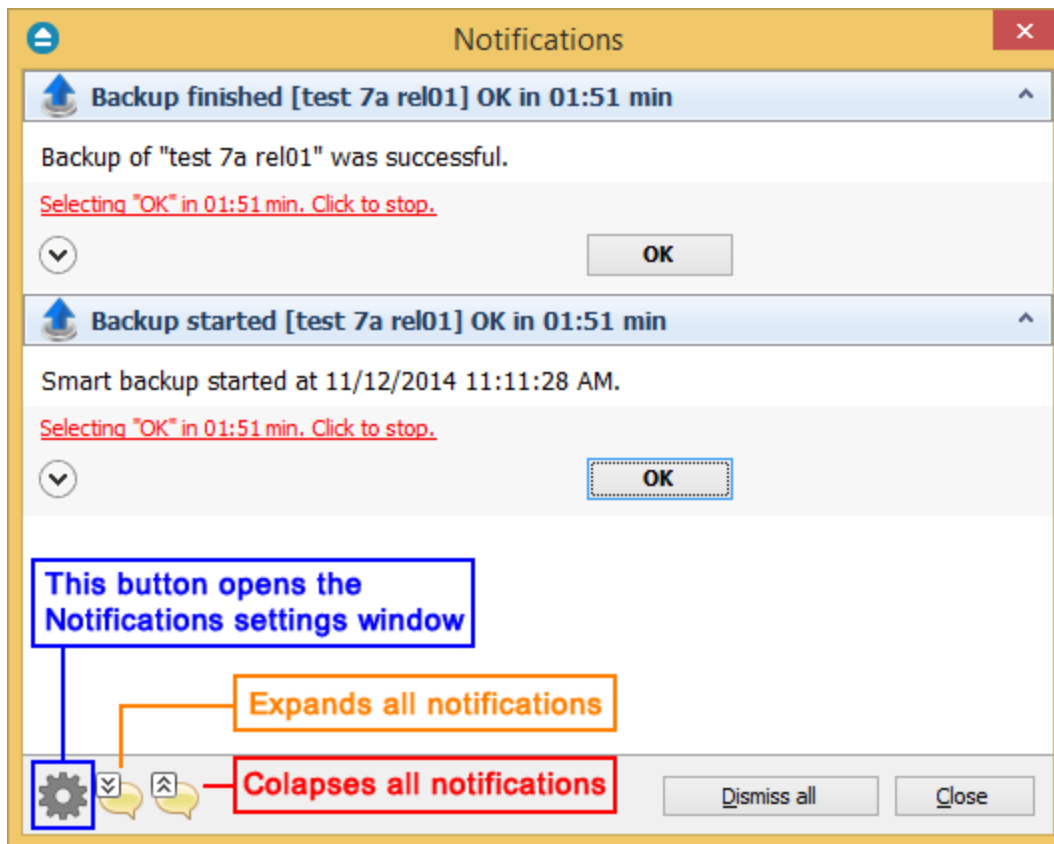 Notifications
Backup finished [test 7a rel01] OK in 01:51 min
Backup of "test 7a rel01" was successful.
Selecting "OK" in 01:51 min. Click to stop.
OK
Backup started [test 7a rel01] OK in 01:51 min
Smart backup started at 11/12/2014 11:11:28 AM.
Selecting "OK" in 01:51 min. Click to stop.
OK
This button opens the
Notifications settings window
Expands all notifications
Colapses all notifications
Dismiss all
Close